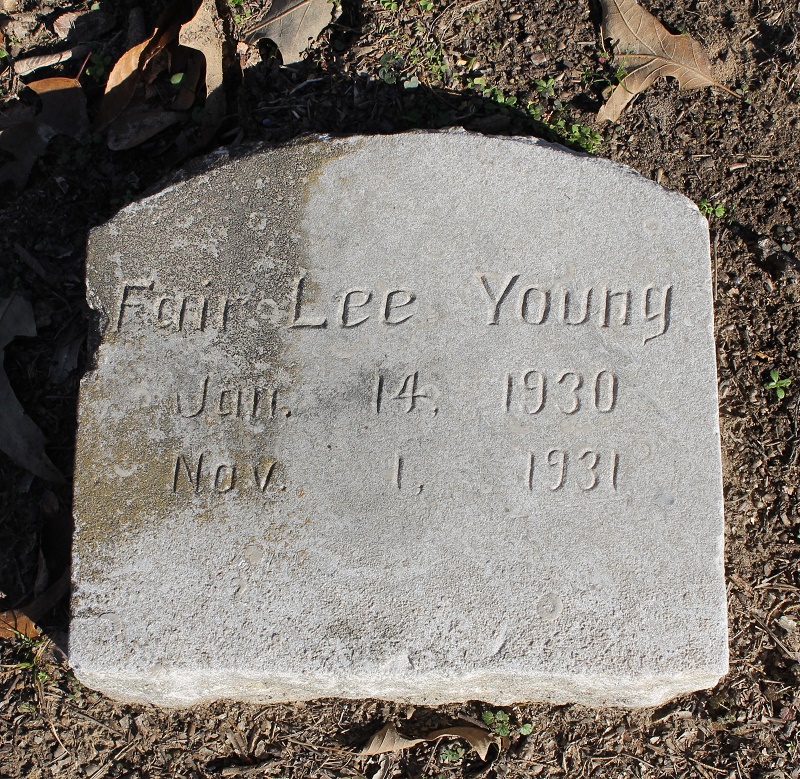 Fair Lee Young
Jan. 14, 1930
Nov. 1, 1931